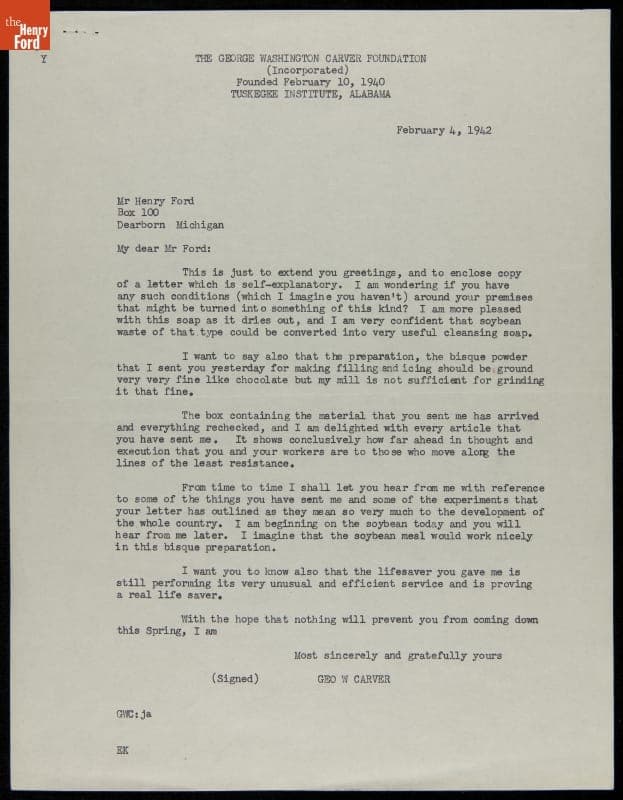 the
Henry
Ford
Y
THE GEORGE WASHINGTON CARVER FOUNDATION
(Incorporated)
Founded February 10, 1940
TUSKEGEE INSTITUTE, ALABAMA
February 4, 1942
Mr Henry Ford
Box 100
Dearborn Michigan
My dear Mr Ford:
This is just to extend you greetings, and to enclose copy
of a letter which is self-explanatory. I am wondering if you have
any such conditions (which I imagine you haven't) around your premises
that might be turned into something of this kind? I am more pleased
with this soap as it dries out, and I am very confident that soybean
waste of that type could be converted into very useful cleansing soap.
I want to say also that the preparation, the bisque powder
that I sent you yesterday for making filling and icing should be ground
very very fine like chocolate but my mill is not sufficient for grinding
it that fine.
The box containing the material that you sent me has arrived
and everything rechecked, and I am delighted with every article that
you have sent me. It shows conclusively how far ahead in thought and
execution that you and your workers are to those who move along the
lines of the least resistance.
From time to time I shall let you hear from me with reference
to some of the things you have sent me and some of the experiments that
your letter has outlined as they mean so very much to the development of
the whole country. I am beginning on the soybean today and you will
hear from me later. I imagine that the soybean meal would work nicely
in this bisque preparation.
I want you to know also that the lifesaver you gave me is
still performing its very unusual and efficient service and is proving
a real life saver.
With the hope that nothing will prevent you from coming down
this Spring, I am
Most sincerely and gratefully yours
(Signed) GEO W CARVER
GWC:ja
EK